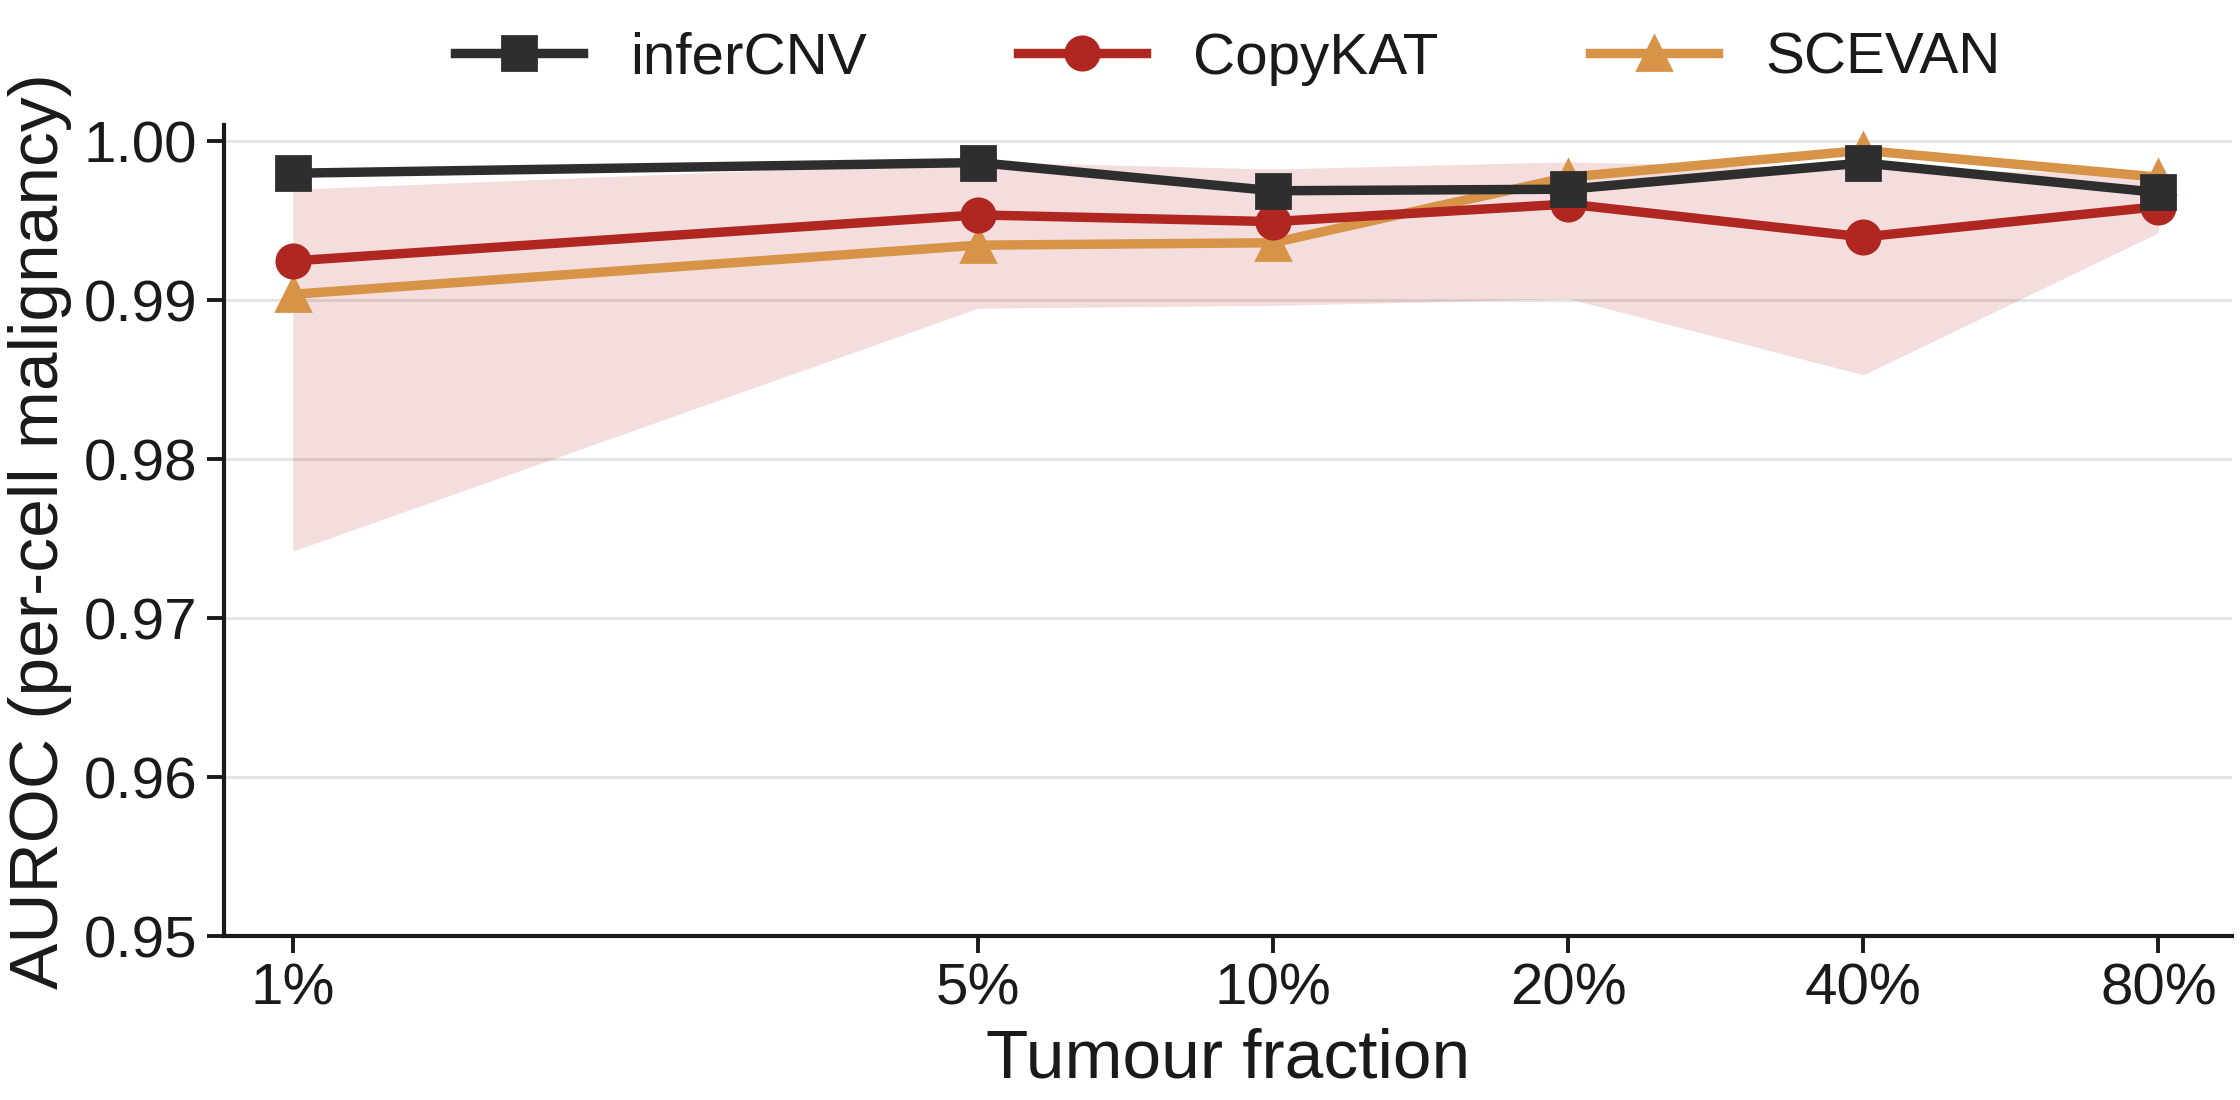 inferCNV CopyKAT SCEVAN
AUROC (per-cell malignancy)
1.00
0.99
0.98
0.97
0.96
0.95
1% 5% 10% 20% 40% 80%
Tumour fraction